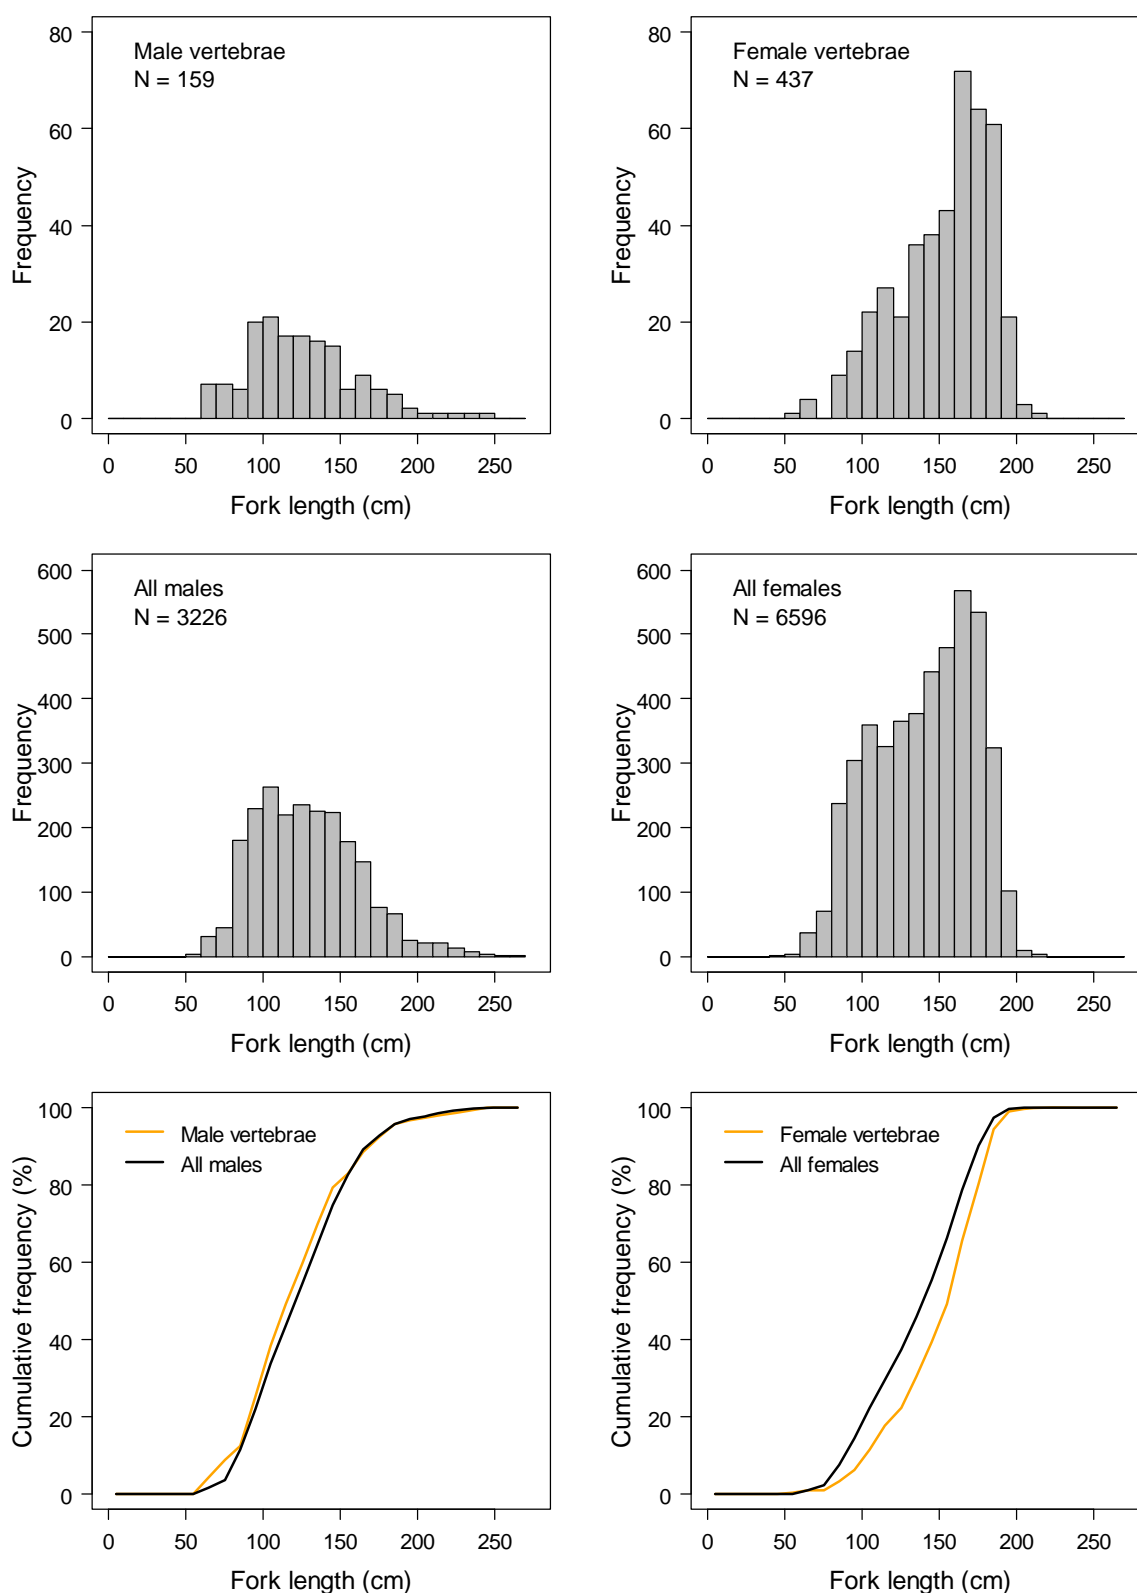 Male vertebrae
N = 159
Frequency
80
60
40
20
0
0 50 100 150 200 250
Fork length (cm)
Female vertebrae
N = 437
Frequency
80
60
40
20
0
0 50 100 150 200 250
Fork length (cm)
All males
N = 3226
Frequency
600
500
400
300
200
100
0
0 50 100 150 200 250
Fork length (cm)
All females
N = 6596
Frequency
600
500
400
300
200
100
0
0 50 100 150 200 250
Fork length (cm)
Male vertebrae
All males
Cumulative frequency (%)
100
80
60
40
20
0
0 50 100 150 200 250
Fork length (cm)
Female vertebrae
All females
Cumulative frequency (%)
100
80
60
40
20
0
0 50 100 150 200 250
Fork length (cm)